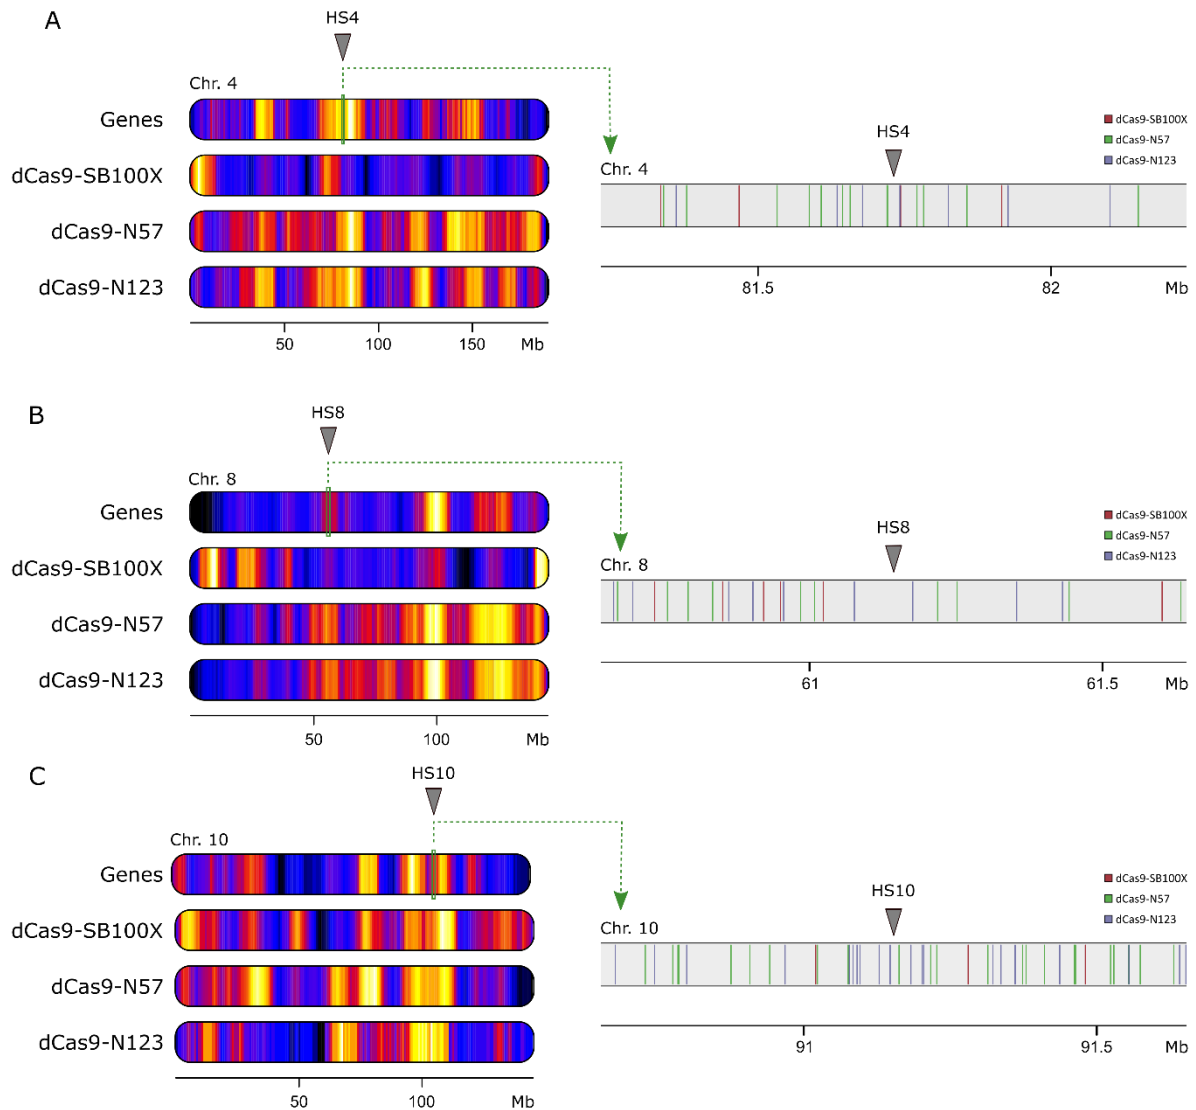 A
HS4
Chr. 4
Genes
dCas9-SB100X
dCas9-N57
dCas9-N123
50 100 150 Mb
dCas9-SB100X
dCas9-N57
dCas9-N123
HS4
Chr. 4
81.5 82 Mb
B
HS8
Chr. 8
Genes
dCas9-SB100X
dCas9-N57
dCas9-N123
50 100 Mb
dCas9-SB100X
dCas9-N57
dCas9-N123
HS8
Chr. 8
61 61.5 Mb
C
HS10
Chr. 10
Genes
dCas9-SB100X
dCas9-N57
dCas9-N123
50 100 Mb
dCas9-SB100X
dCas9-N57
dCas9-N123
HS10
Chr. 10
91 91.5 Mb